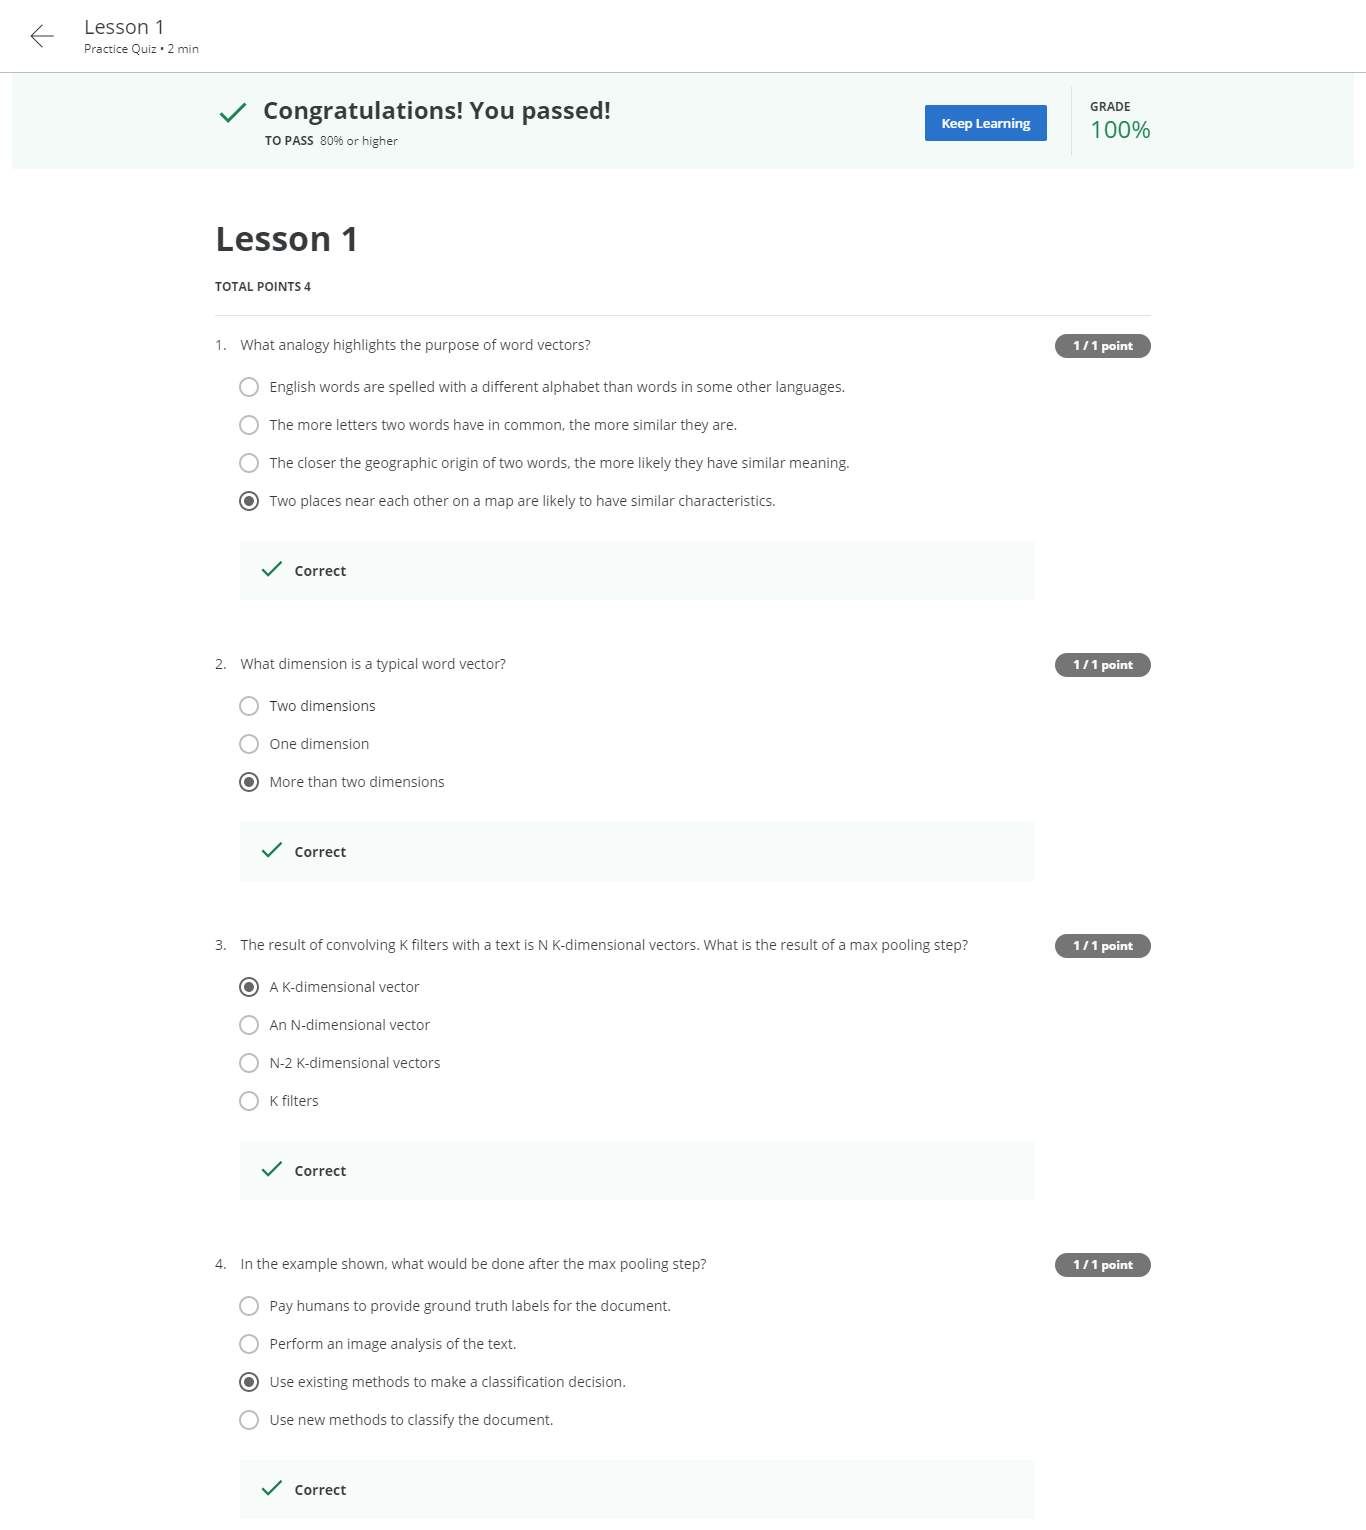 Lesson 1
Practice Quiz • 2 min
Congratulations! You passed!
TO PASS 80% or higher
Keep Learning
GRADE
100%
Lesson 1
TOTAL POINTS 4
1. What analogy highlights the purpose of word vectors?
1 / 1 point
English words are spelled with a different alphabet than words in some other languages.
The more letters two words have in common, the more similar they are.
The closer the geographic origin of two words, the more likely they have similar meaning.
Two places near each other on a map are likely to have similar characteristics.
Correct
2. What dimension is a typical word vector?
1 / 1 point
Two dimensions
One dimension
More than two dimensions
Correct
3. The result of convolving K filters with a text is N K-dimensional vectors. What is the result of a max pooling step?
1 / 1 point
A K-dimensional vector
An N-dimensional vector
N-2 K-dimensional vectors
K filters
Correct
4. In the example shown, what would be done after the max pooling step?
1 / 1 point
Pay humans to provide ground truth labels for the document.
Perform an image analysis of the text.
Use existing methods to make a classification decision.
Use new methods to classify the document.
Correct